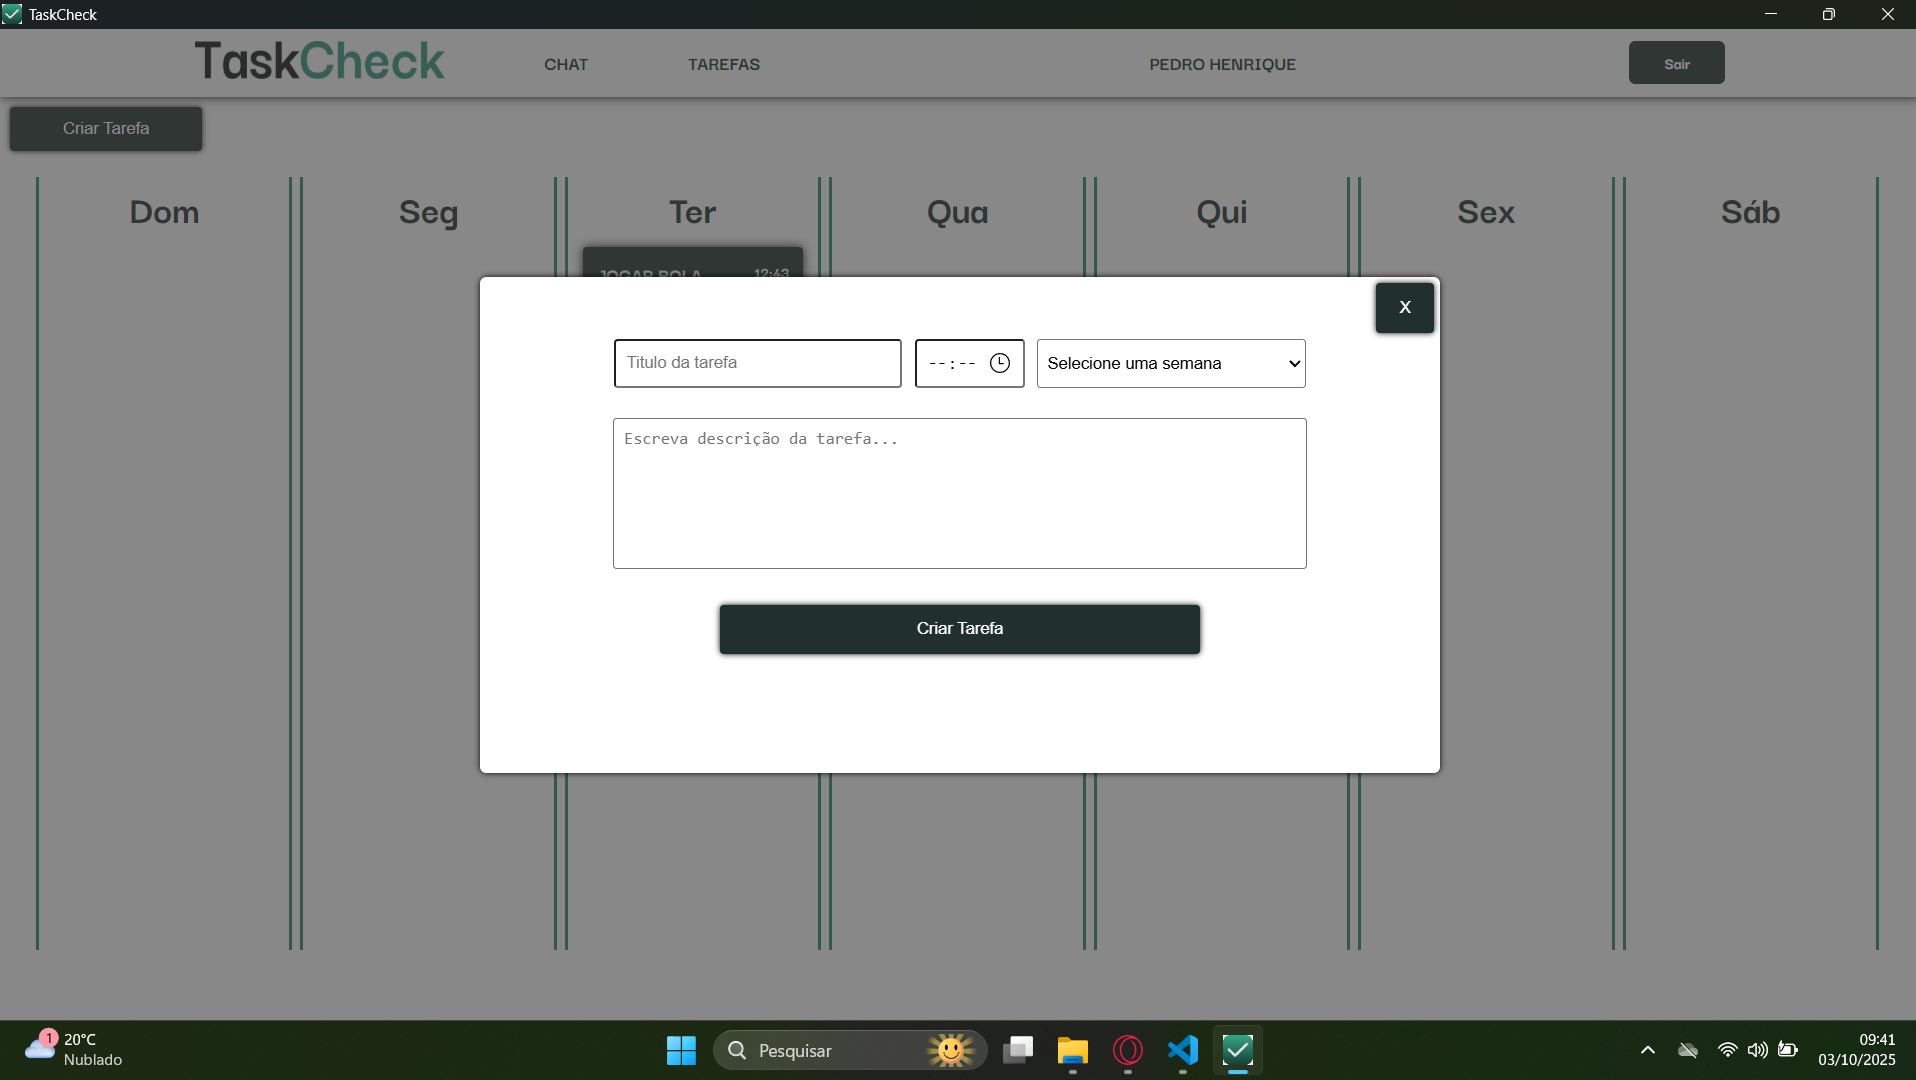 TaskCheck
TaskCheck
CHAT
TAREFAS
PEDRO HENRIQUE
Sair
Criar Tarefa
Dom
Seg
Ter
Qua
Qui
Sex
Sáb
JOGAR BOLA
12:43
X
Titulo da tarefa
--:--
Selecione uma semana
Escreva descrição da tarefa...
Criar Tarefa
1
20°C
Nublado
Pesquisar
09:41
03/10/2025